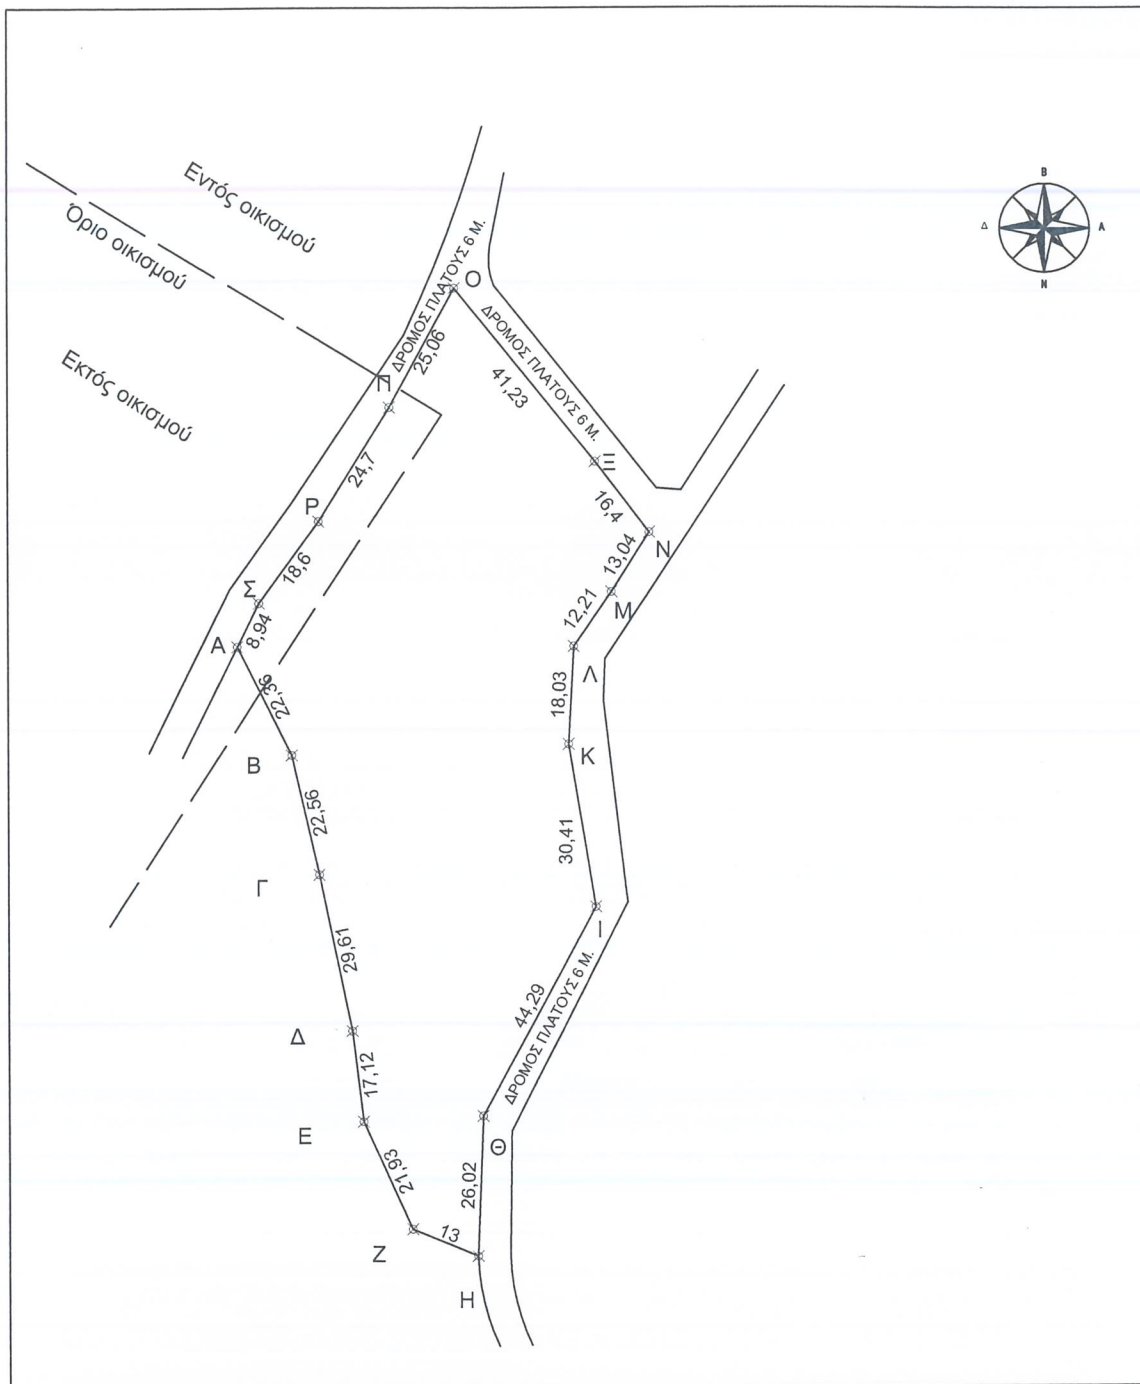 Εντός οικισμού
Όριο οικισμού
Εκτός οικισμού
Β
Δ
Α
Ν
ΔΡΟΜΟΣ ΠΛΑΤΟΥΣ 6 Μ.
Ο
25,06
ΔΡΟΜΟΣ ΠΛΑΤΟΥΣ 6 Μ.
41,23
Π
Ξ
24,7
16,4
Ρ
Ν
13,04
18,6
Σ
Μ
12,21
8,94
Α
Λ
22,36
18,03
Β
Κ
22,56
30,41
Γ
Ι
29,61
44,29
ΔΡΟΜΟΣ ΠΛΑΤΟΥΣ 6 Μ.
Δ
17,12
Ε
Θ
21,93
26,02
13
Ζ
Η